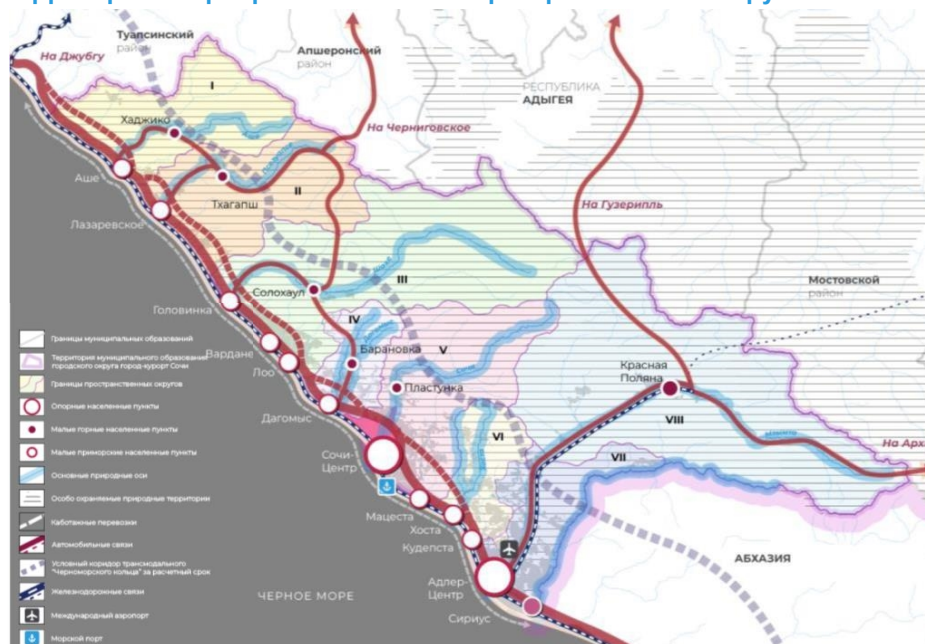 Туапсинский
район
На Джубгу
Апшеронский
район
РЕСПУБЛИКА
АДЫГЕЯ
I
Хаджико
На Черниговское
Аше
II
Тхагапш
Лазаревское
На Гузерипль
III
Солохаул
Мостовской
район
Головинка
IV
Вардане
Барановка
V
Красная
Поляна
Лоо
Пластунка
Дагомыс
VI
VIII
На Арх
Сочи-
Центр
VII
Мацеста
Хоста
Кудепста
АБХАЗИЯ
Адлер-
Центр
ЧЕРНОЕ МОРЕ
Сириус
Границы муниципальных образований
Территория муниципального образования
городского округа город-курорт Сочи
Границы пространственных округов
Опорные населенные пункты
Малые горные населенные пункты
Малые приморские населенные пункты
Основные природные оси
Особо охраняемые природные территории
Каботажные перевозки
Автомобильные связи
Условный коридор трансмодального
"Черноморского кольца" за расчетный срок
Железнодорожные связи
Международный аэропорт
Морской порт